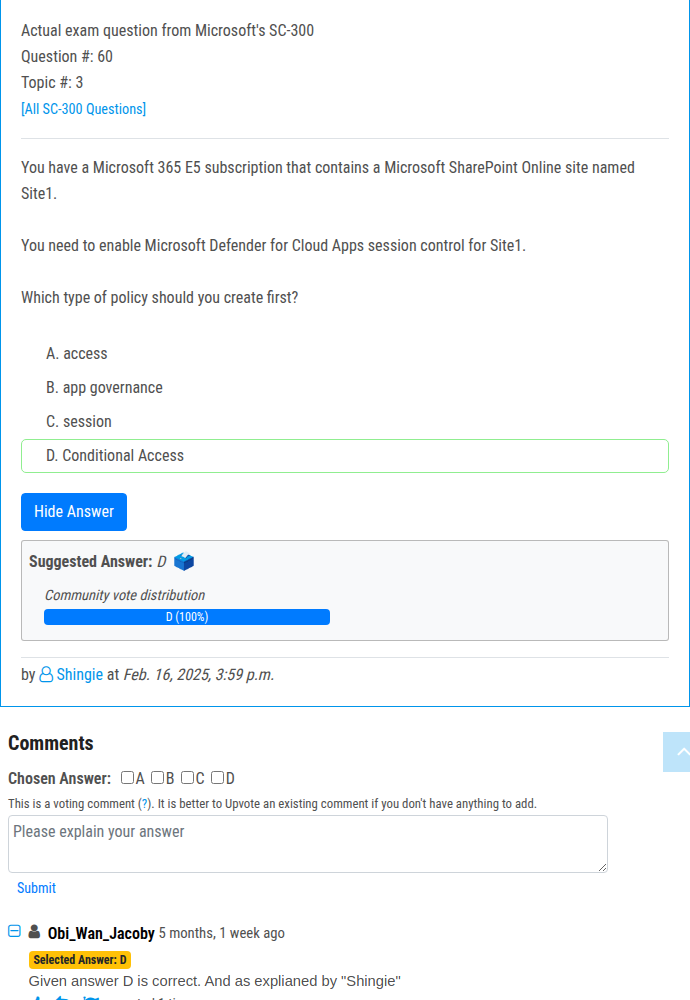 Actual exam question from Microsoft's SC-300
Question #: 60
Topic #: 3
[All SC-300 Questions]
You have a Microsoft 365 E5 subscription that contains a Microsoft SharePoint Online site named
Site1.
You need to enable Microsoft Defender for Cloud Apps session control for Site1.
Which type of policy should you create first?
A. access
B. app governance
C. session
D. Conditional Access
Hide Answer
Suggested Answer: D
Community vote distribution
D (100%)
by Shingie at Feb. 16, 2025, 3:59 p.m.
Comments
Chosen Answer: A B C D
This is a voting comment (?). It is better to Upvote an existing comment if you don't have anything to add.
Please explain your answer
Submit
Obi_Wan_Jacoby 5 months, 1 week ago
Selected Answer: D
Given answer D is correct. And as explianed by "Shingie"